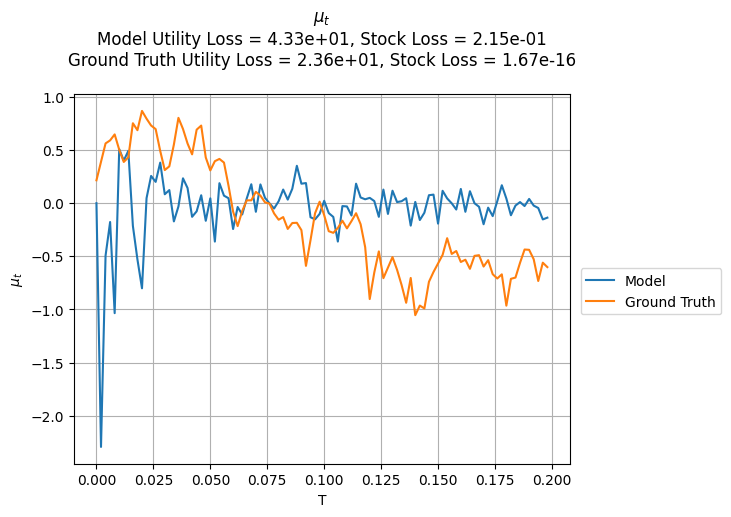 μₜ
Model Utility Loss = 4.33e+01, Stock Loss = 2.15e-01
Ground Truth Utility Loss = 2.36e+01, Stock Loss = 1.67e-16
1.0
0.5
0.0
−0.5
−1.0
−1.5
−2.0
μₜ
0.000 0.025 0.050 0.075 0.100 0.125 0.150 0.175 0.200
T
Model
Ground Truth